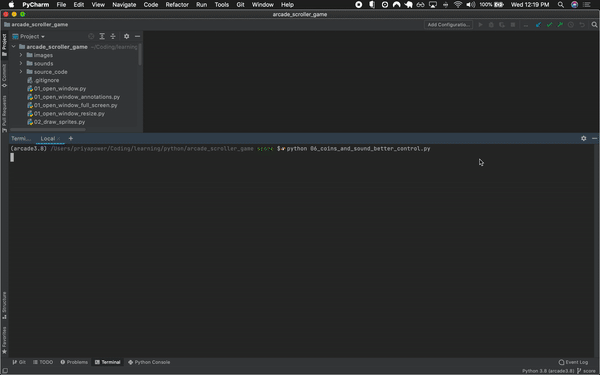 PyCharm File Edit View Navigate Code Refactor Run Tools Git Window Help 100% Wed 12:19 PM
arcade_scroller_game
arcade_scroller_game Add Configuration...
Project
Project
arcade_scroller_game ~/Coding/learning
images
sounds
Commit
source_code
.gitignore
01_open_window.py
01_open_window_annotations.py
Pull Requests
01_open_window_full_screen.py
01_open_window_resize.py
02_draw_sprites.py
Termi... Local +
(arcade3.8) /Users/priyapower/Coding/learning/python/arcade_scroller_game score $ python 06_coins_and_sound_better_control.py
Structure
Favorites
Git TODO Problems Terminal Python Console Event Log
Python 3.8 (arcade3.8) score